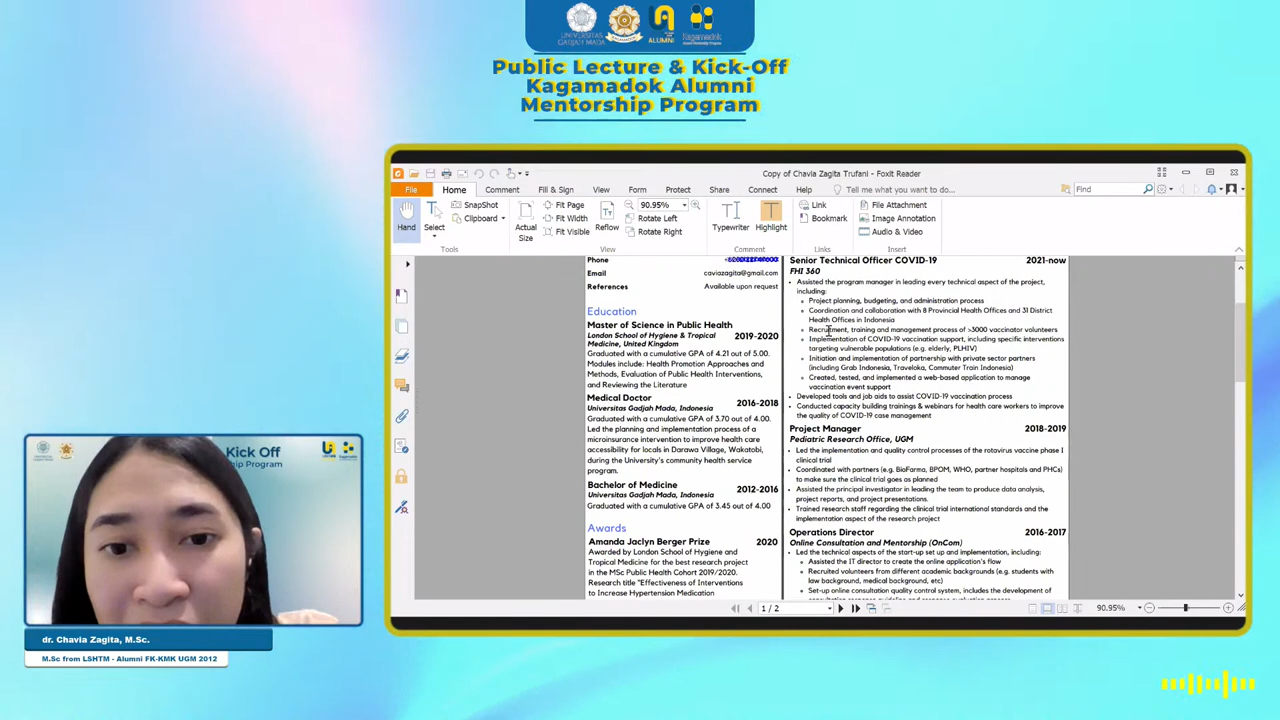 UNIVERSITAS
GADJAH MADA
KAGAMADOK
UA
ALUMNI
Kagamadok
Public Lecture & Kick-Off
Kagamadok Alumni
Mentorship Program
Copy of Chavia Zagita Trufani - Foxit Reader
File
Home
Comment
Fill & Sign
View
Form
Protect
Share
Connect
Help
Tell me what you want to do...
Find
Hand
Select
SnapShot
Clipboard
Tools
Actual
Size
Fit Page
Fit Width
Fit Visible
Reflow
90.95%
Rotate Left
Rotate Right
View
Typewriter
Highlight
Comment
Link
Bookmark
Links
File Attachment
Image Annotation
Audio & Video
Insert
Phone
Email caviazagita@gmail.com
References Available upon request
Education
Master of Science in Public Health
London School of Hygiene & Tropical 2019-2020
Medicine, United Kingdom
Graduated with a cumulative GPA of 4.21 out of 5.00.
Modules include: Health Promotion Approaches and
Methods, Evaluation of Public Health Interventions,
and Reviewing the Literature
Medical Doctor 2016-2018
Universitas Gadjah Mada, Indonesia
Graduated with a cumulative GPA of 3.70 out of 4.00.
Led the planning and implementation process of a
microinsurance intervention to improve health care
accessibility for locals in Darawa Village, Wakatobi,
during the University's community health service
program.
Bachelor of Medicine 2012-2016
Universitas Gadjah Mada, Indonesia
Graduated with a cumulative GPA of 3.45 out of 4.00
Awards
Amanda Jaclyn Berger Prize 2020
Awarded by London School of Hygiene and
Tropical Medicine for the best research project
in the MSc Public Health Cohort 2019/2020.
Research title "Effectiveness of Interventions
to Increase Hypertension Medication
Senior Technical Officer COVID-19 2021-now
FHI 360
Assisted the program manager in leading every technical aspect of the project,
including:
Project planning, budgeting, and administration process
Coordination and collaboration with 8 Provincial Health Offices and 31 District
Health Offices in Indonesia
Recruitment, training and management process of >3000 vaccinator volunteers
Implementation of COVID-19 vaccination support, including specific interventions
targeting vulnerable populations (e.g. elderly, PLHIV)
Initiation and implementation of partnership with private sector partners
(including Grab Indonesia, Traveloka, Commuter Train Indonesia)
Created, tested, and implemented a web-based application to manage
vaccination event support
Developed tools and job aids to assist COVID-19 vaccination process
Conducted capacity building trainings & webinars for health care workers to improve
the quality of COVID-19 case management
Project Manager 2018-2019
Pediatric Research Office, UGM
Led the implementation and quality control processes of the rotavirus vaccine phase I
clinical trial
Coordinated with partners (e.g. BioFarma, BPOM, WHO, partner hospitals and PHCs)
to make sure the clinical trial goes as planned
Assisted the principal investigator in leading the team to produce data analysis,
project reports, and project presentations.
Trained research staff regarding the clinical trial international standards and the
implementation aspect of the research project
Operations Director 2016-2017
Online Consultation and Mentorship (OnCom)
Led the technical aspects of the start-up set up and implementation, including:
Assisted the IT director to create the online application's flow
Recruited volunteers from different academic backgrounds (e.g. students with
law background, medical background, etc)
Set-up online consultation quality control system, includes the development of
1 / 2
90.95%
Kick Off
Program
dr. Chavia Zagita, M.Sc.
M.Sc from LSHTM - Alumni FK-KMK UGM 2012